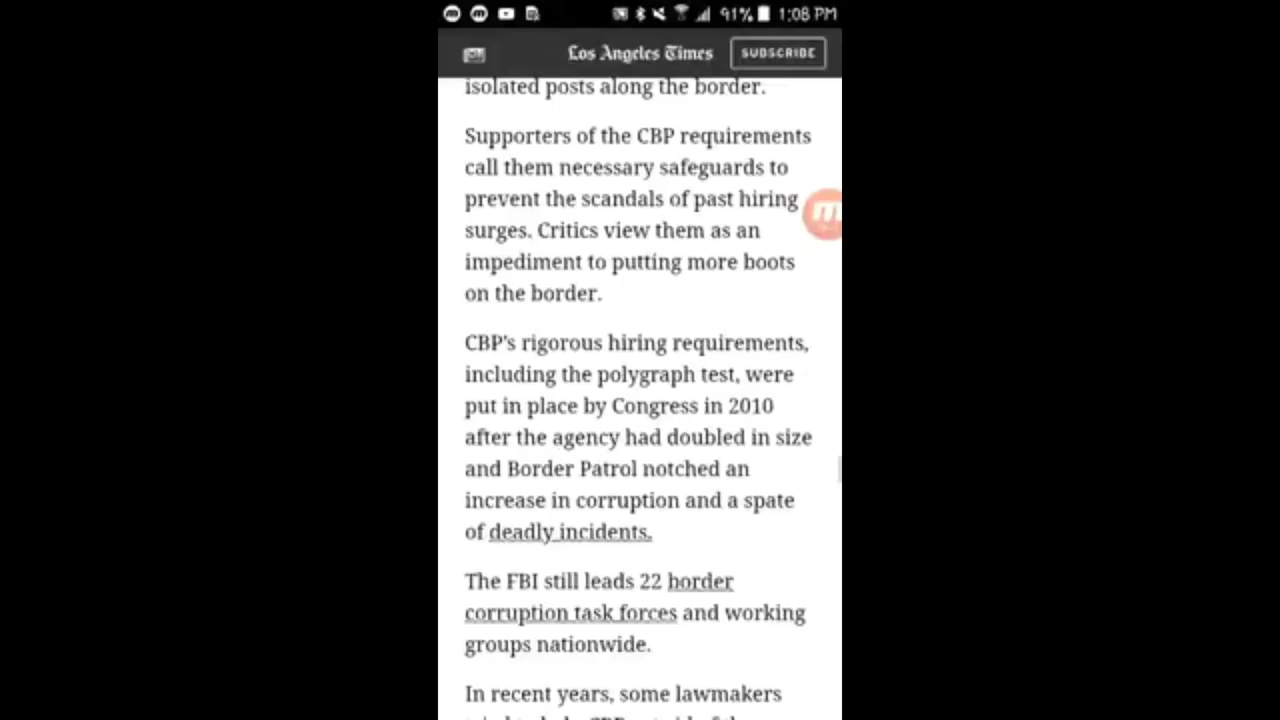 91% 1:08 PM
Los Angeles Times SUBSCRIBE
isolated posts along the border.
Supporters of the CBP requirements
call them necessary safeguards to
prevent the scandals of past hiring
surges. Critics view them as an
impediment to putting more boots
on the border.
CBP's rigorous hiring requirements,
including the polygraph test, were
put in place by Congress in 2010
after the agency had doubled in size
and Border Patrol notched an
increase in corruption and a spate
of deadly incidents.
The FBI still leads 22 border
corruption task forces and working
groups nationwide.
In recent years, some lawmakers